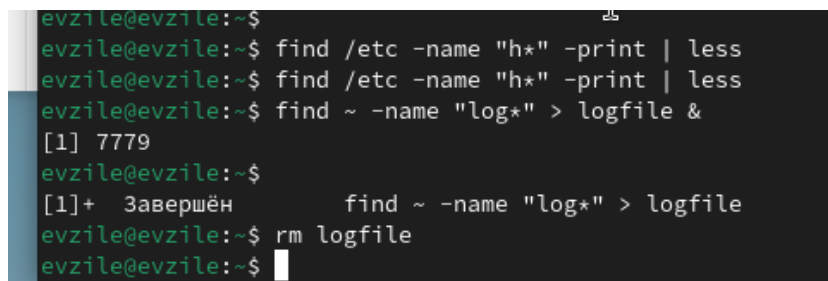 evzile@evzile:~$
evzile@evzile:~$ find /etc -name "h*" -print | less
evzile@evzile:~$ find /etc -name "h*" -print | less
evzile@evzile:~$ find ~ -name "log*" > logfile &
[1] 7779
evzile@evzile:~$
[1]+  Завершён        find ~ -name "log*" > logfile
evzile@evzile:~$ rm logfile
evzile@evzile:~$